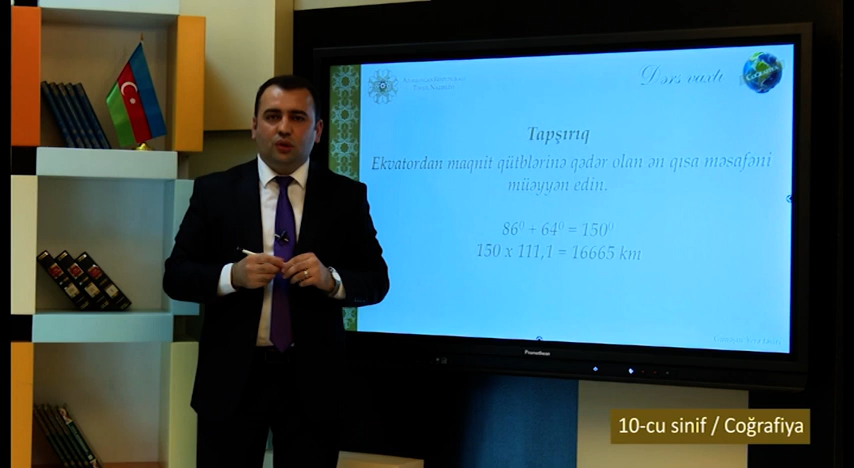 Dərs vaxtı
Tapşırıq
Ekvatordan maqnit qütblərinə qədər olan ən qısa məsafəni
müəyyən edin.
86⁰ + 64⁰ = 150⁰
150 x 111,1 = 16665 km
Promethean
10-cu sinif / Coğrafiya